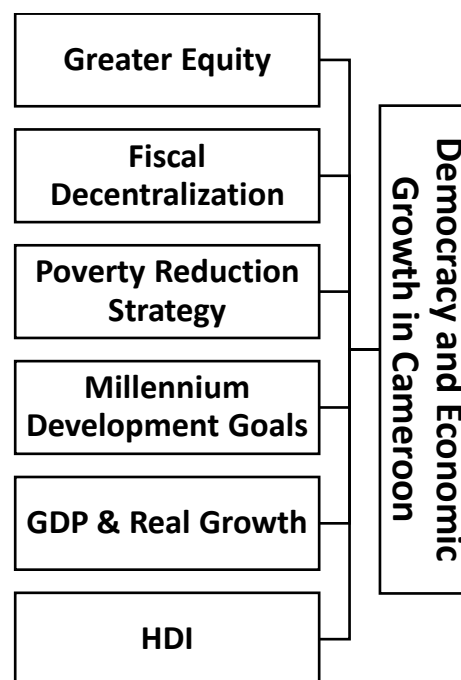 Greater Equity
Fiscal
Decentralization
Poverty Reduction
Strategy
Millennium
Development Goals
GDP & Real Growth
HDI
Democracy and Economic
Growth in Cameroon